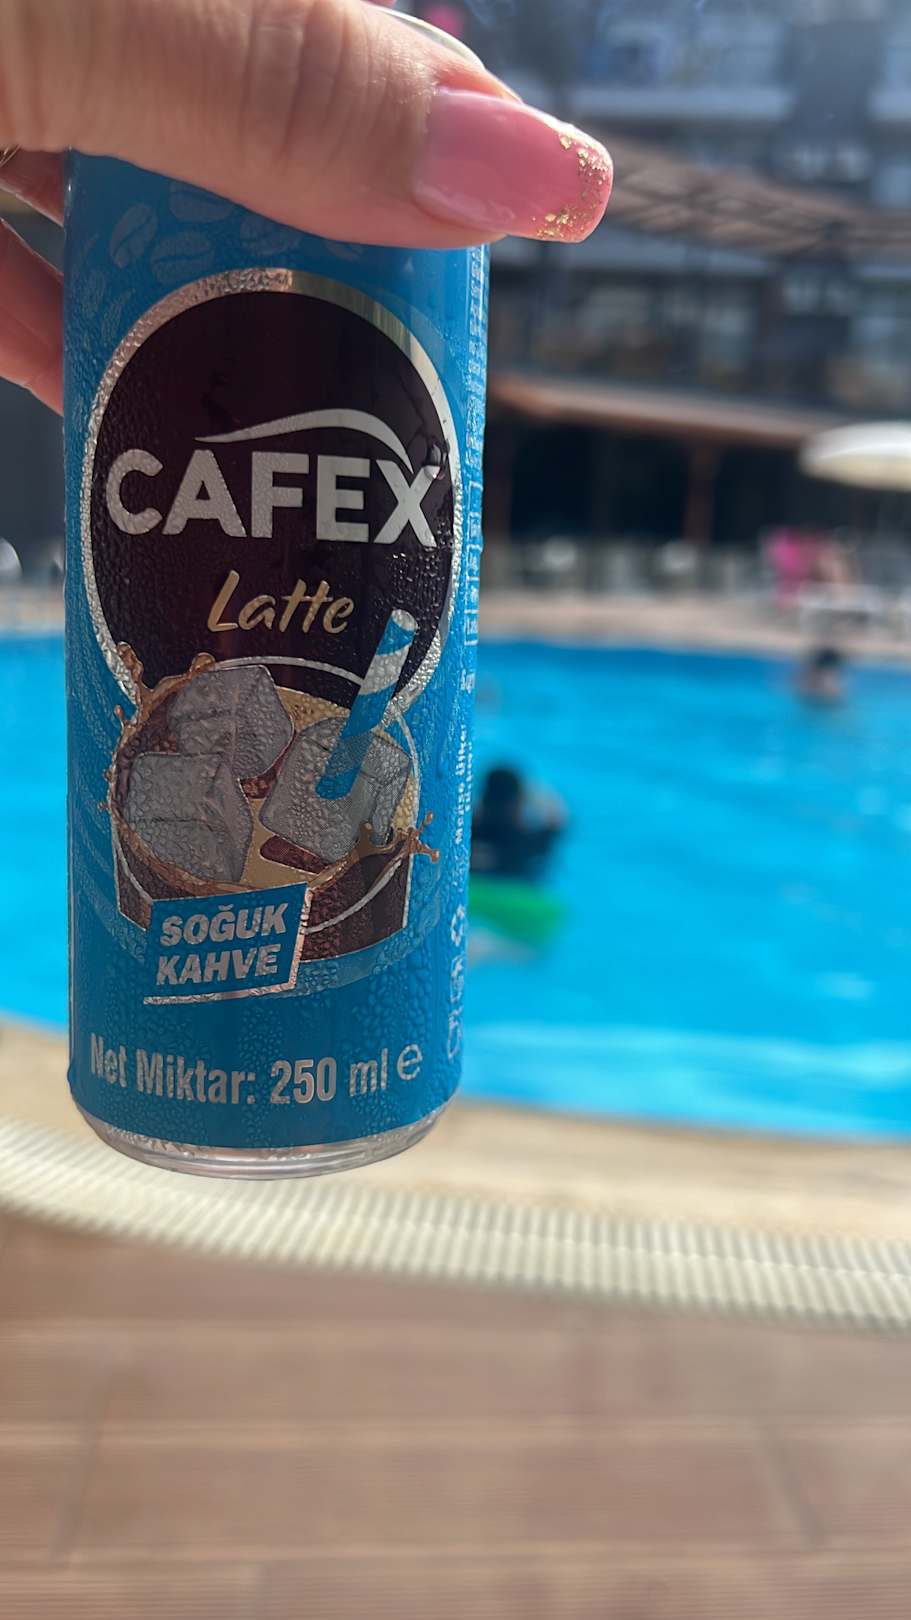 CAFEX
Latte
SOĞUK
KAHVE
Net Miktar: 250 ml e